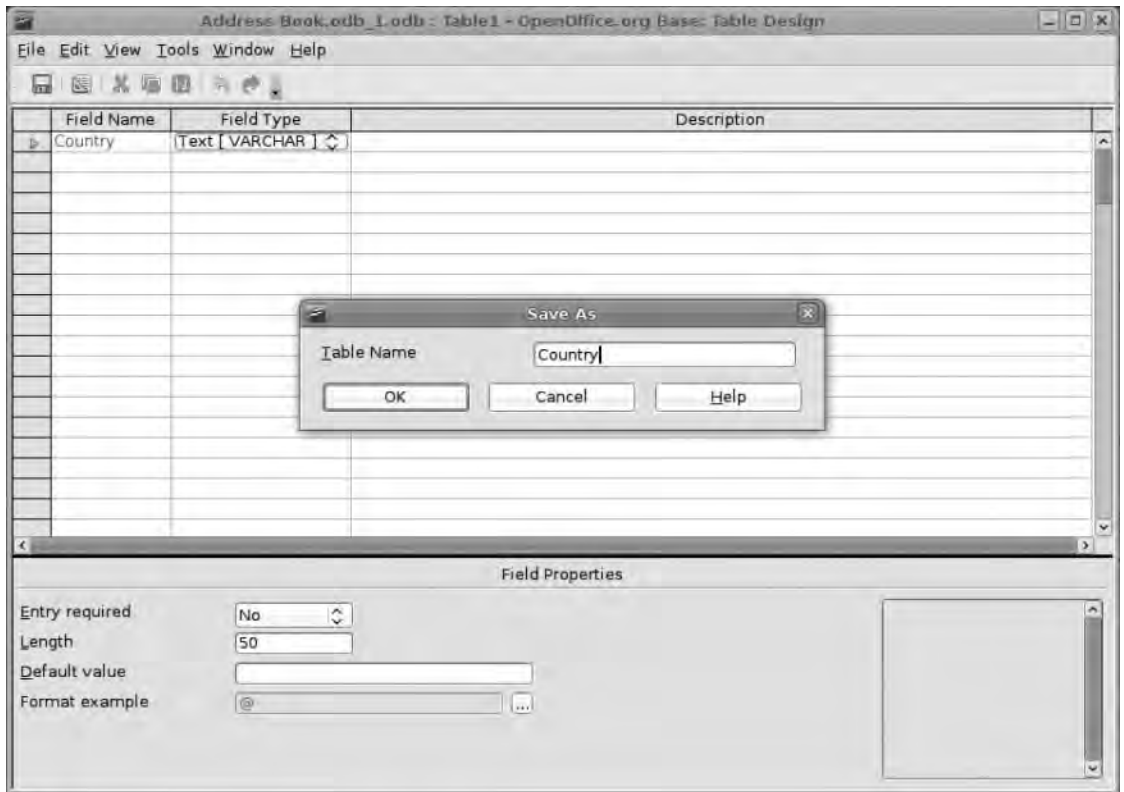 Address Book.odb_1.odb : Table1 - OpenOffice.org Base: Table Design
File Edit View Tools Window Help
Field Name Field Type Description
Country Text [ VARCHAR ]
Save As
Table Name Country
OK Cancel Help
Field Properties
Entry required No
Length 50
Default value
Format example @ ...